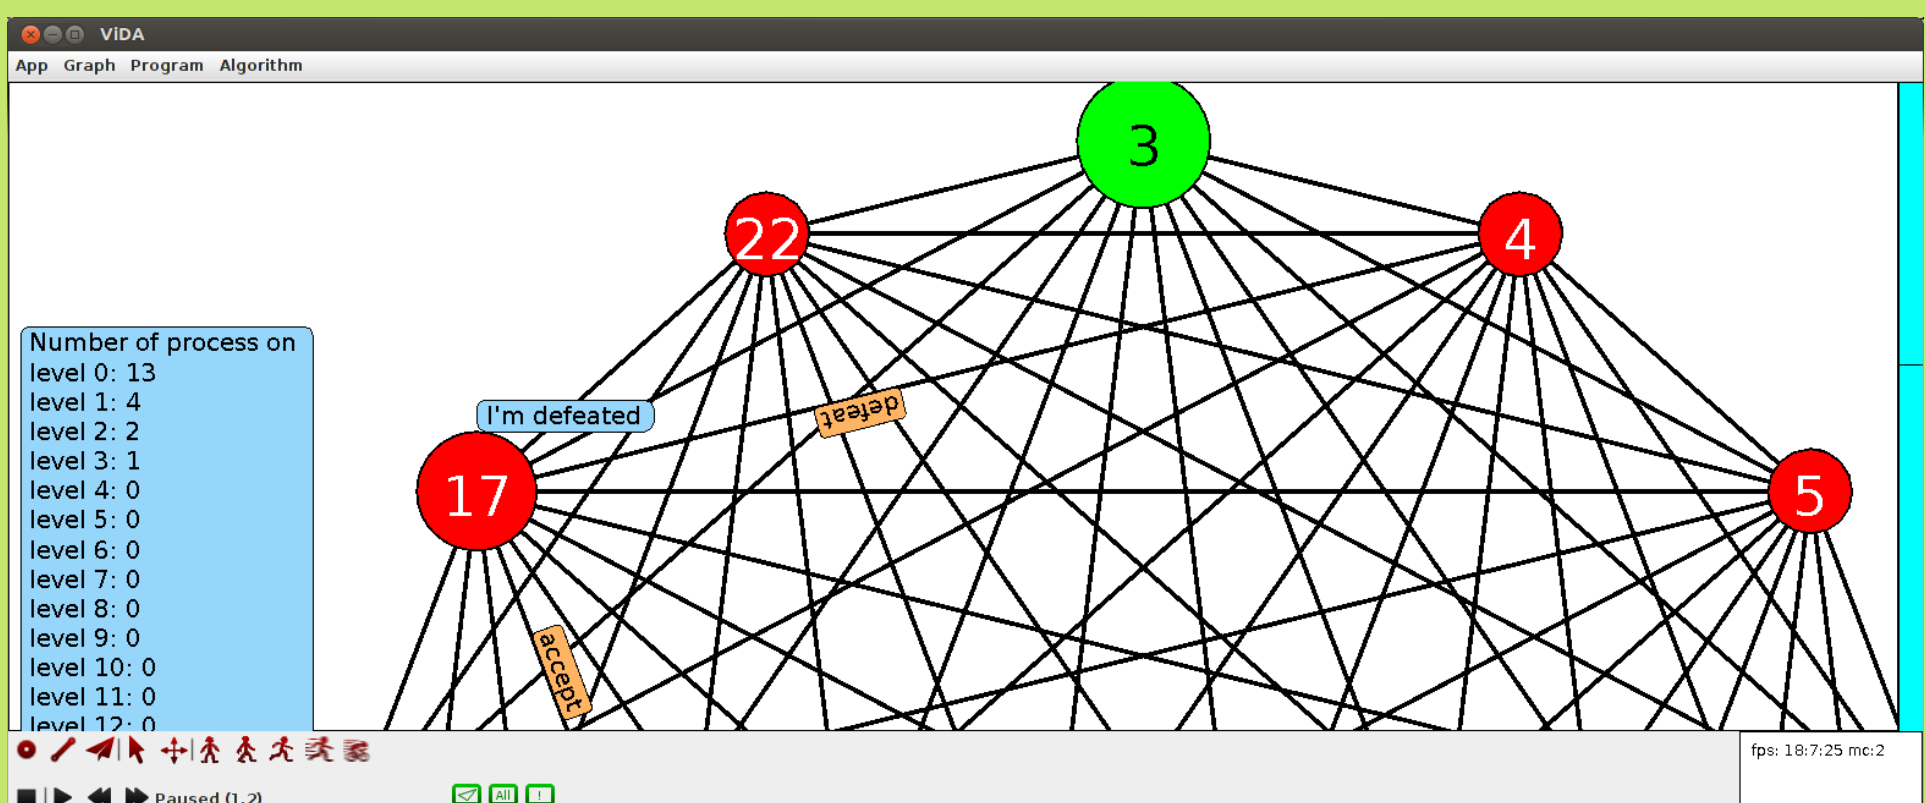 ViDA
App Graph Program Algorithm
3
22
4
Number of process on
level 0: 13
level 1: 4
level 2: 2
level 3: 1
level 4: 0
level 5: 0
level 6: 0
level 7: 0
level 8: 0
level 9: 0
level 10: 0
level 11: 0
level 12: 0
I'm defeated
defeat
17
5
accept
fps: 18:7:25 mc:2
Paused (1,2)
All
!